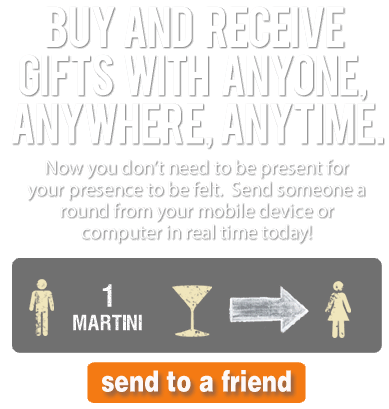 BUY AND RECEIVE
GIFTS WITH ANYONE,
ANYWHERE, ANYTIME.
Now you don't need to be present for
your presence to be felt. Send someone a
round from your mobile device or
computer in real time today!
1
MARTINI
send to a friend